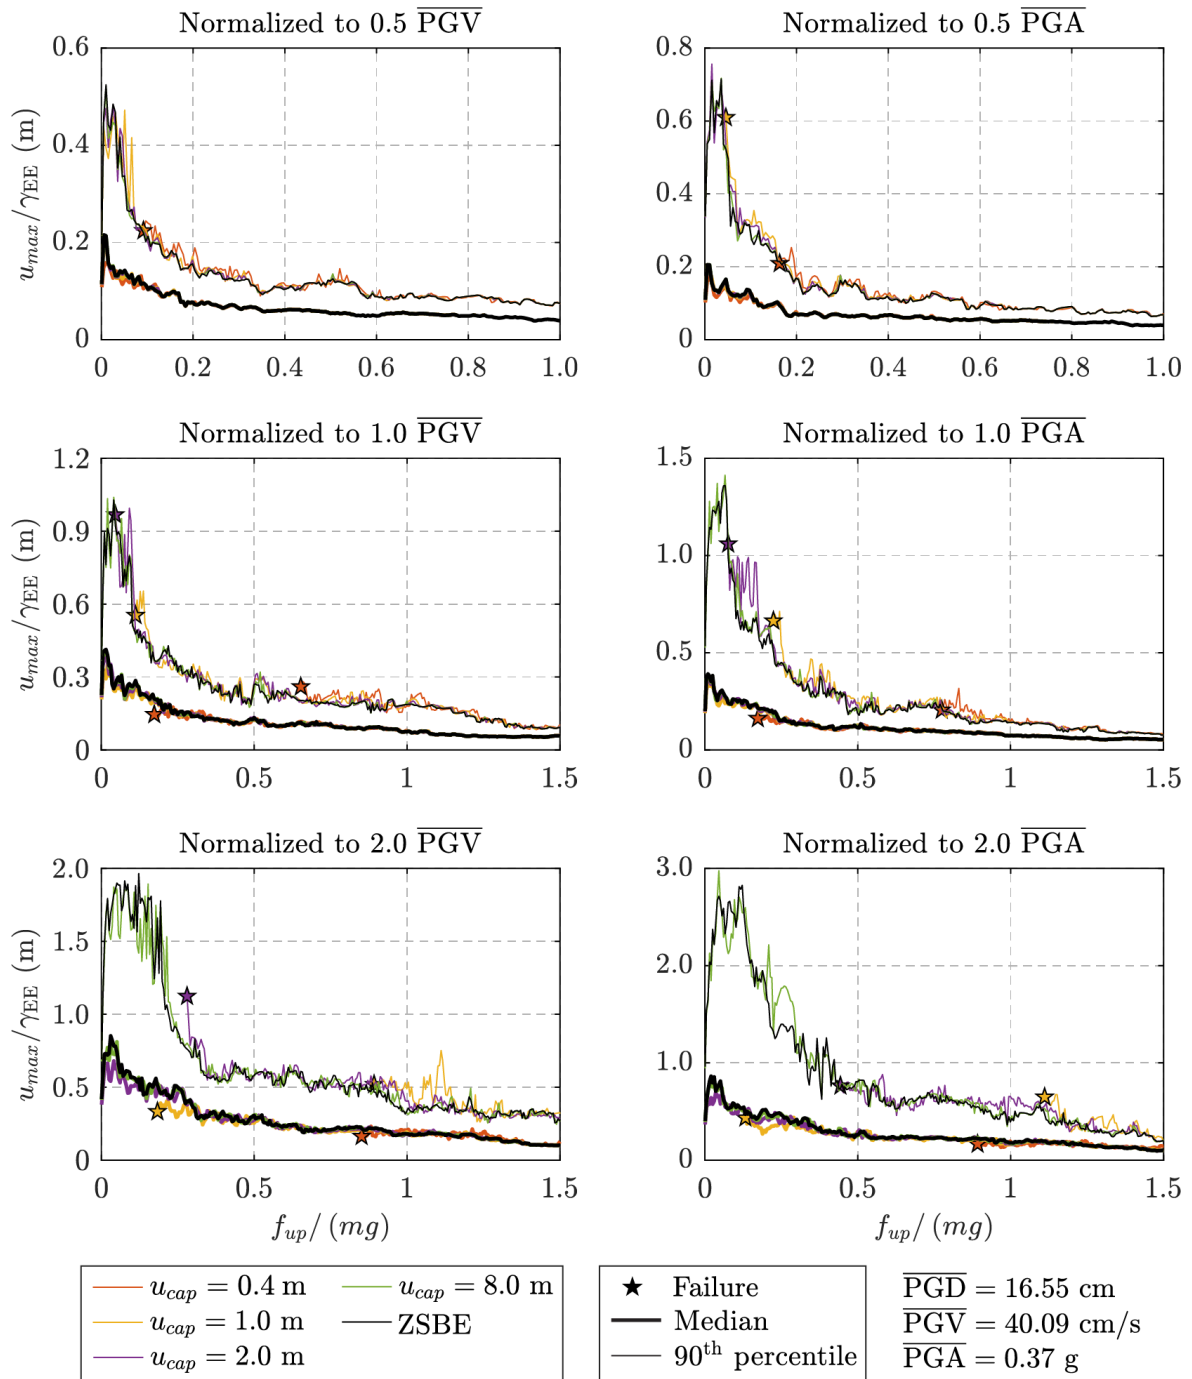 Normalized to 0.5 PGV
Normalized to 0.5 PGA
u_max/γ_EE (m)
0.6
0.4
0.2
0
0 0.2 0.4 0.6 0.8 1.0
0.8
0.6
0.4
0.2
0
0 0.2 0.4 0.6 0.8 1.0
Normalized to 1.0 PGV
Normalized to 1.0 PGA
u_max/γ_EE (m)
1.2
0.9
0.6
0.3
0
0 0.5 1 1.5
1.5
1.0
0.5
0
0 0.5 1 1.5
Normalized to 2.0 PGV
Normalized to 2.0 PGA
u_max/γ_EE (m)
2.0
1.5
1.0
0.5
0
0 0.5 1 1.5
3.0
2.0
1.0
0
0 0.5 1 1.5
f_up/(mg)
f_up/(mg)
u_cap = 0.4 m
u_cap = 1.0 m
u_cap = 2.0 m
u_cap = 8.0 m
ZSBE
Failure
Median
90th percentile
PGD = 16.55 cm
PGV = 40.09 cm/s
PGA = 0.37 g